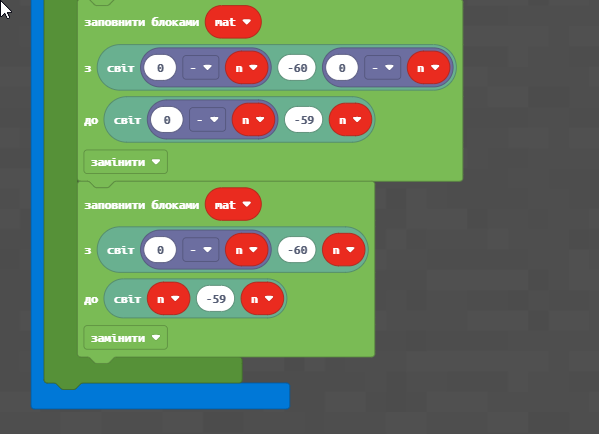 заповнити блоками mat
з світ 0 - n -60 0 - n
до світ 0 - n -59 n
замінити
заповнити блоками mat
з світ 0 - n -60 n
до світ n -59 n
замінити